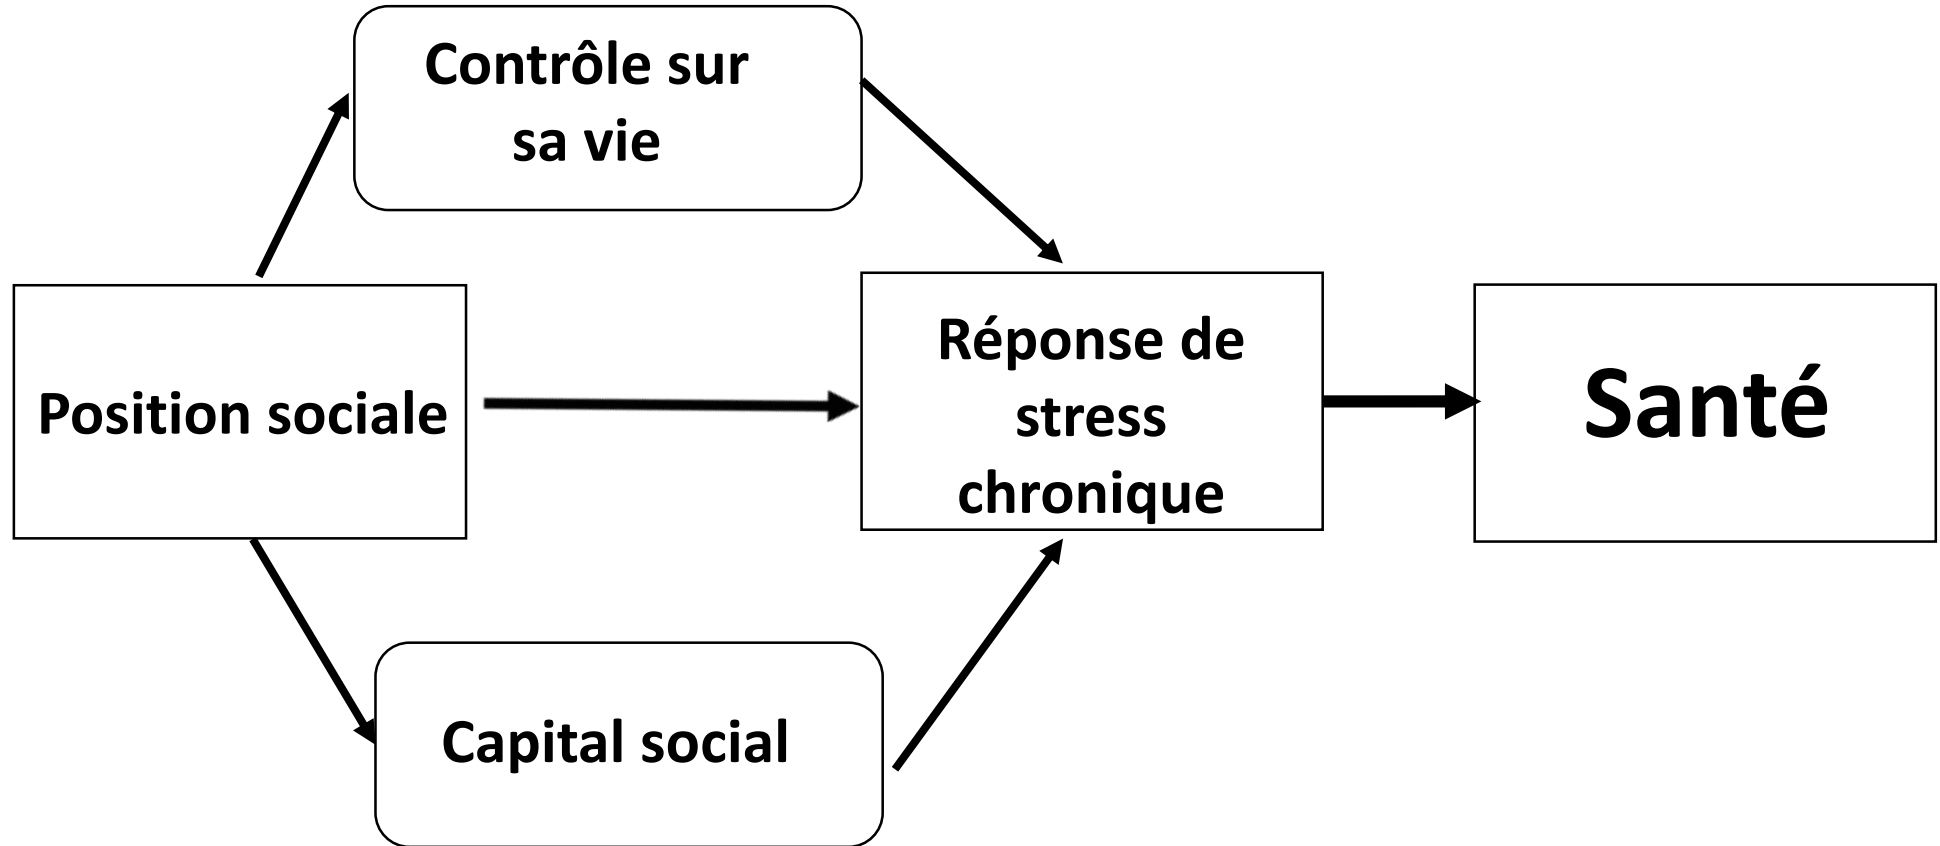 Contrôle sur
sa vie
Position sociale
Réponse de
stress
chronique
Santé
Capital social